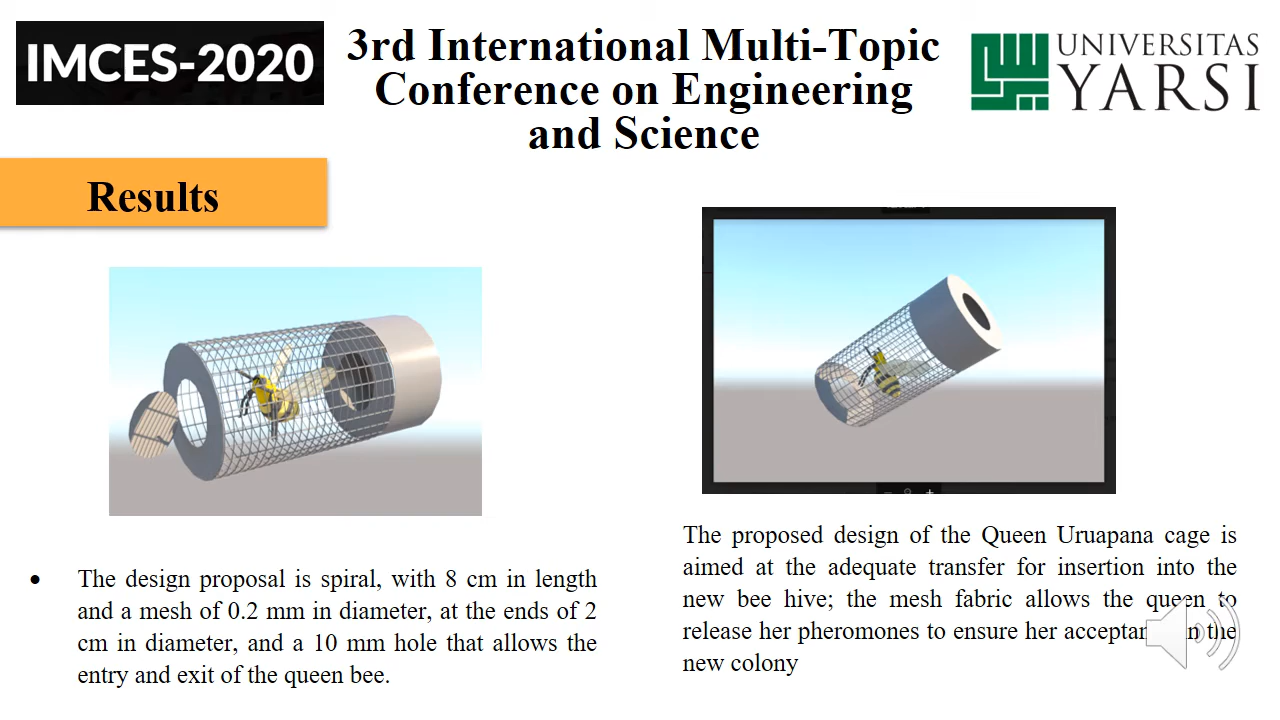 IMCES-2020
3rd International Multi-Topic
Conference on Engineering
and Science
UNIVERSITAS
YARSI
Results
• The design proposal is spiral, with 8 cm in length
and a mesh of 0.2 mm in diameter, at the ends of 2
cm in diameter, and a 10 mm hole that allows the
entry and exit of the queen bee.
The proposed design of the Queen Uruapana cage is
aimed at the adequate transfer for insertion into the
new bee hive; the mesh fabric allows the queen to
release her pheromones to ensure her the
new colony